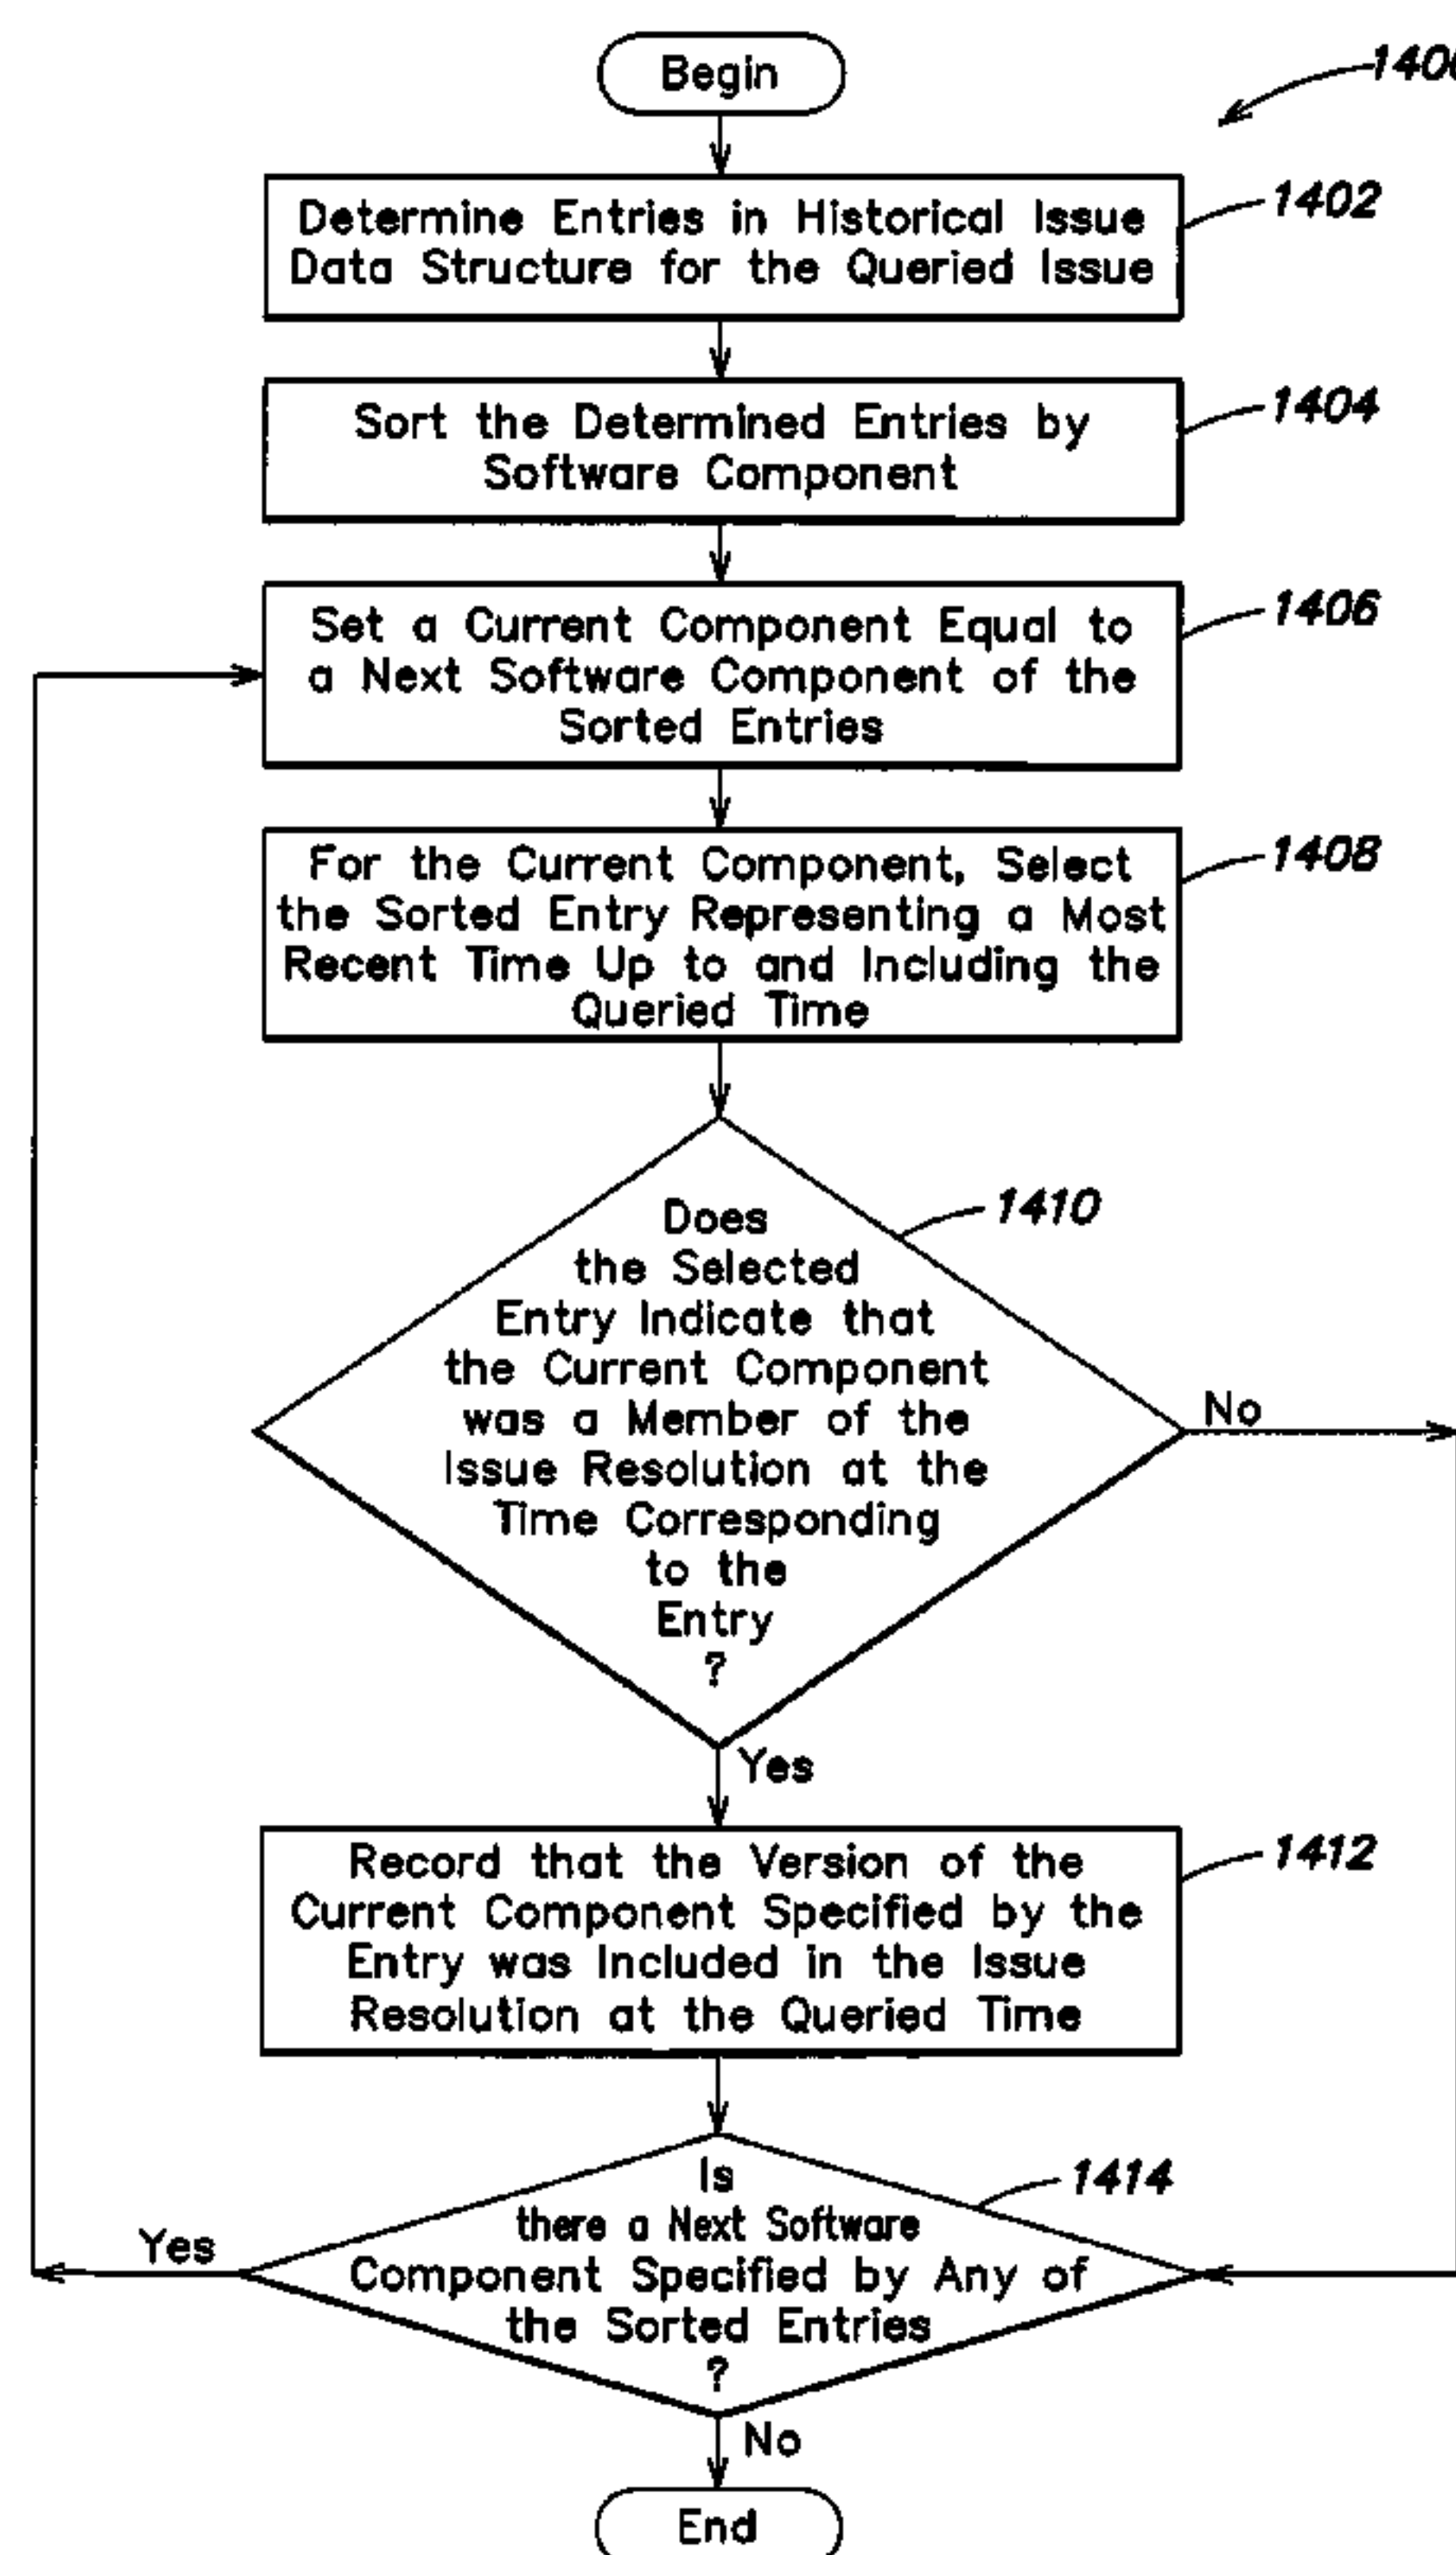 Begin
1402
Determine Entries in Historical Issue
Data Structure for the Queried Issue
1404
Sort the Determined Entries by
Software Component
1406
Set a Current Component Equal to
a Next Software Component of the
Sorted Entries
1408
For the Current Component, Select
the Sorted Entry Representing a Most
Recent Time Up to and Including the
Queried Time
1410
Does
the Selected
Entry Indicate that
the Current Component
was a Member of the
Issue Resolution at the
Time Corresponding
to the
Entry
?
No
Yes
1412
Record that the Version of the
Current Component Specified by the
Entry was Included in the Issue
Resolution at the Queried Time
1414
Is
there a Next Software
Component Specified by Any of
the Sorted Entries
?
Yes
No
End